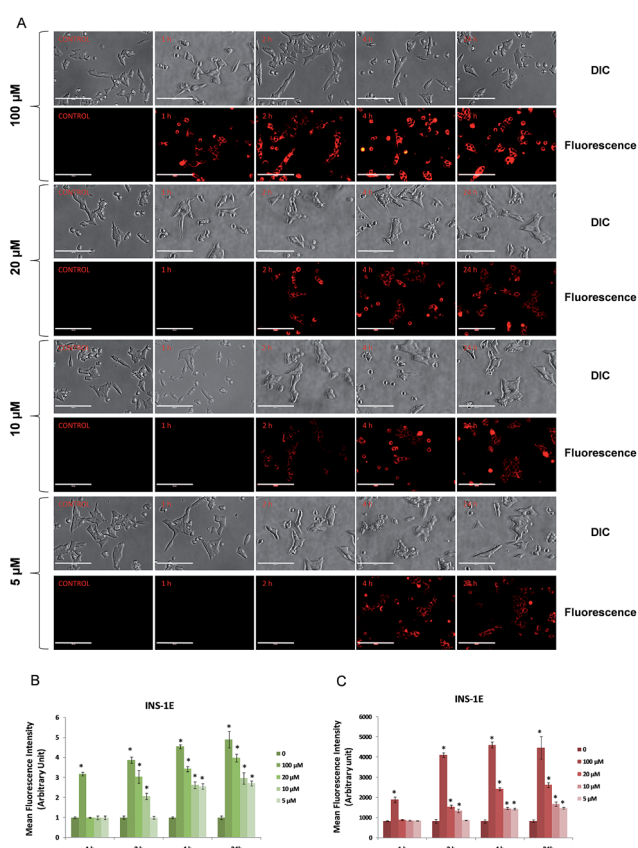 A
100 µM
DIC
CONTROL 1 h 2 h 4 h
Fluorescence
20 µM
DIC
CONTROL 1 h 2 h 4 h 24 h
Fluorescence
10 µM
DIC
CONTROL 1 h 2 h 4 h 24 h
Fluorescence
5 µM
DIC
CONTROL 1 h 2 h 4 h 24 h
Fluorescence
B
INS-1E
Mean Fluorescence Intensity
(Arbitrary Unit)
6
5
4
3
2
1
0
* * * * * * * * * * * *
0
100 µM
20 µM
10 µM
5 µM
C
INS-1E
Mean Fluorescence Intensity
(Arbitrary unit)
6000
5000
4000
3000
2000
1000
0
* * * * * * * * * * * *
0
100 µM
20 µM
10 µM
5 µM